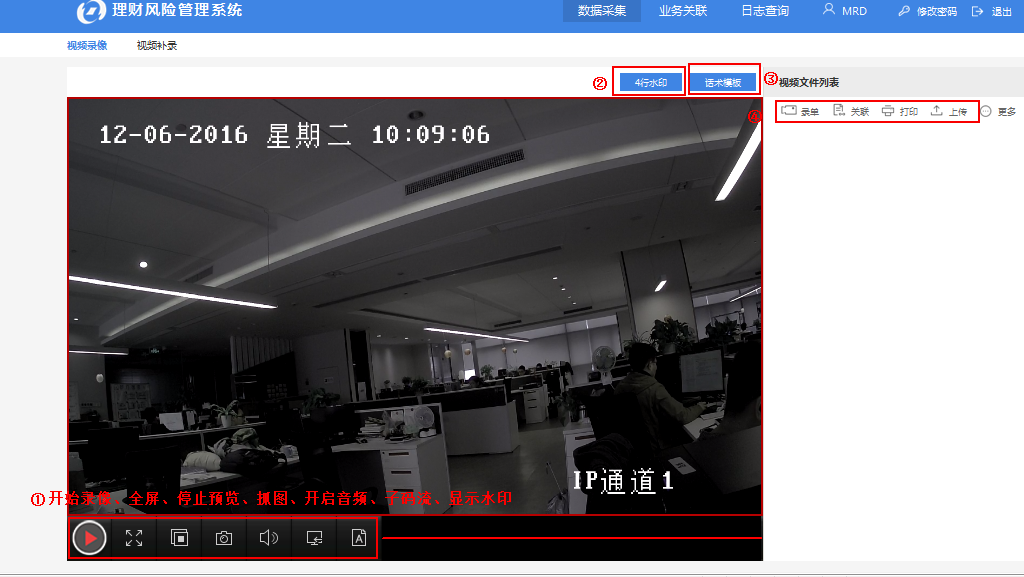 理财风险管理系统
数据采集 业务关联 日志查询 MRD 修改密码 退出
视频录像 视频补录
② 4行水印 话术模板 ③ 视频文件列表
④ 录单 关联 打印 上传 更多
12-06-2016 星期二 10:09:06
IP通道1
①开始录像、全屏、停止预览、抓图、开启音频、子码流、显示水印
A